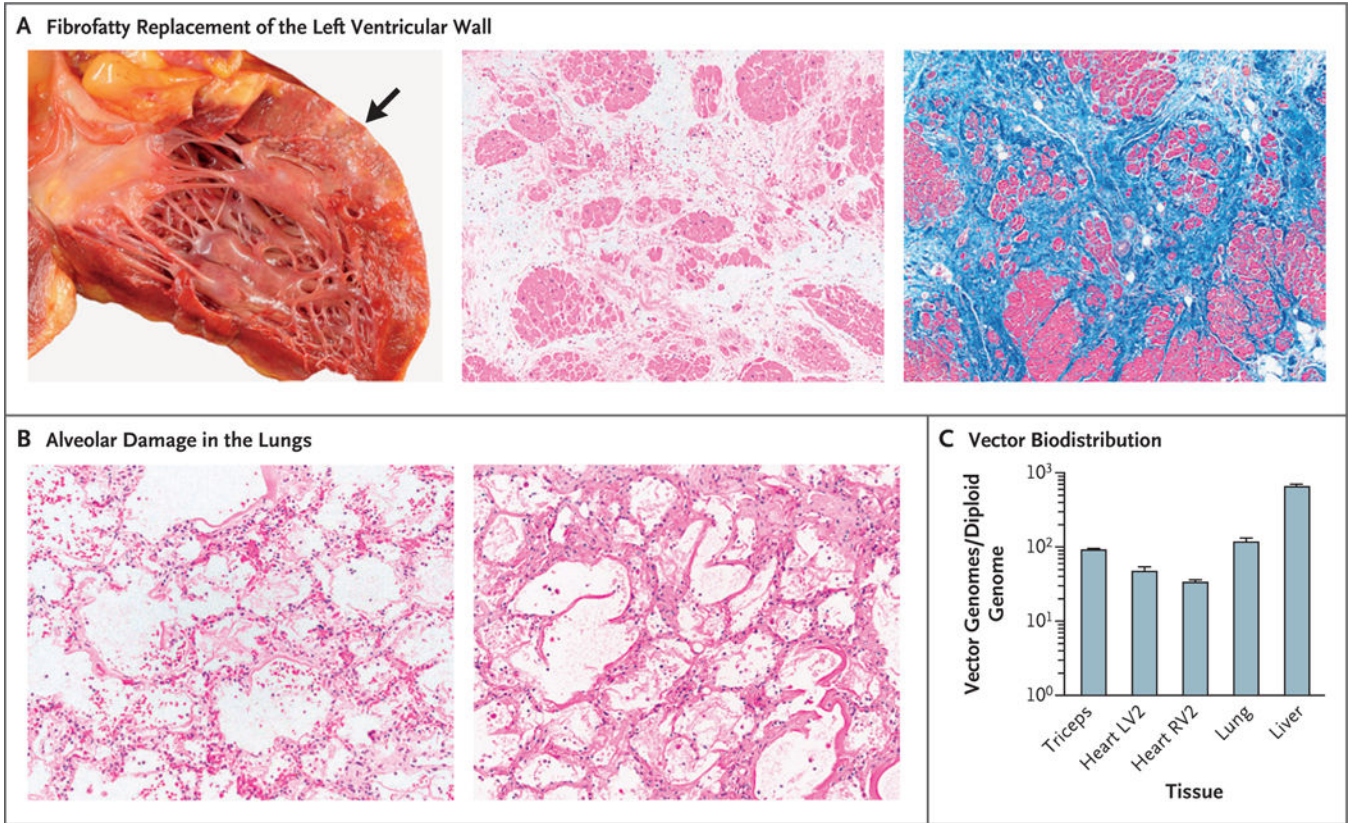 A Fibrofatty Replacement of the Left Ventricular Wall
B Alveolar Damage in the Lungs
C Vector Biodistribution
Vector Genomes/Diploid
Genome
10³
10²
10¹
10⁰
Triceps
Heart LV2
Heart RV2
Lung
Liver
Tissue